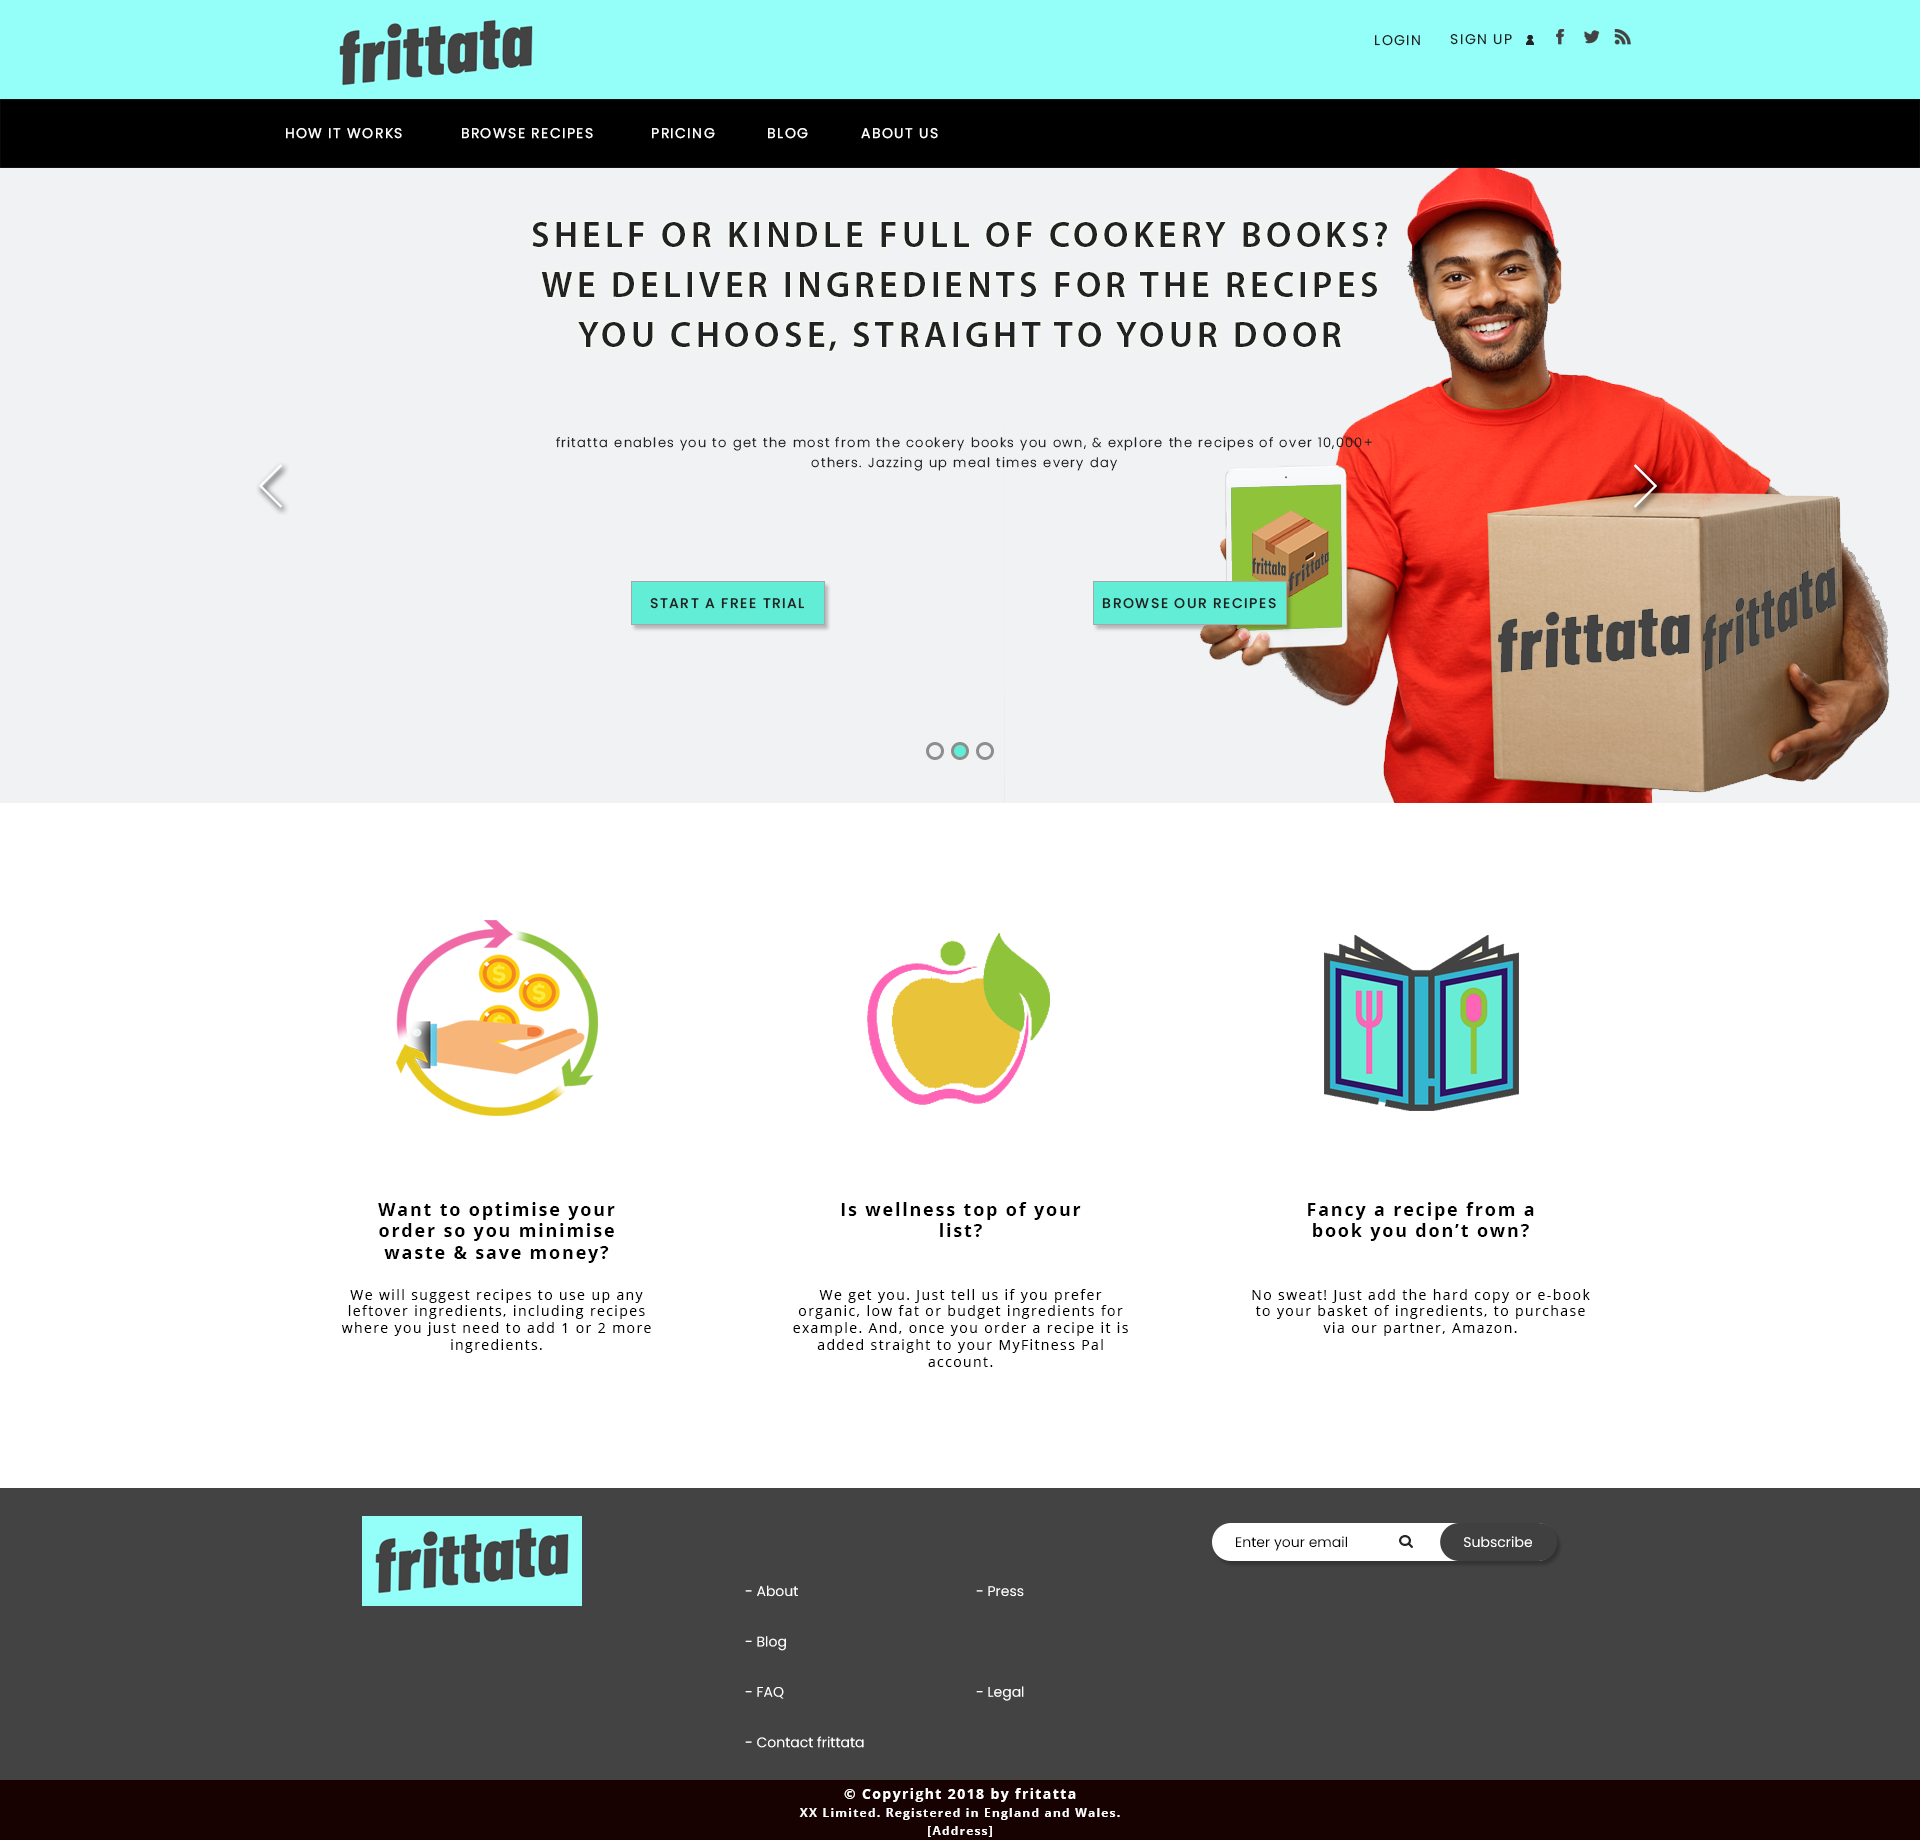 frittata
LOGIN
SIGN UP
HOW IT WORKS
BROWSE RECIPES
PRICING
BLOG
ABOUT US
SHELF OR KINDLE FULL OF COOKERY BOOKS?
WE DELIVER INGREDIENTS FOR THE RECIPES
YOU CHOOSE, STRAIGHT TO YOUR DOOR
fritatta enables you to get the most from the cookery books you own, & explore the recipes of over 10,000+
others. Jazzing up meal times every day
frittata frittata
START A FREE TRIAL
BROWSE OUR RECIPES
frittata frittata
Want to optimise your
order so you minimise
waste & save money?
We will suggest recipes to use up any
leftover ingredients, including recipes
where you just need to add 1 or 2 more
ingredients.
Is wellness top of your
list?
We get you. Just tell us if you prefer
organic, low fat or budget ingredients for
example. And, once you order a recipe it is
added straight to your MyFitness Pal
account.
Fancy a recipe from a
book you don’t own?
No sweat! Just add the hard copy or e-book
to your basket of ingredients, to purchase
via our partner, Amazon.
frittata
- About
- Blog
- FAQ
- Contact frittata
- Press
- Legal
Enter your email
Subscribe
© Copyright 2018 by fritatta
XX Limited. Registered in England and Wales.
[Address]